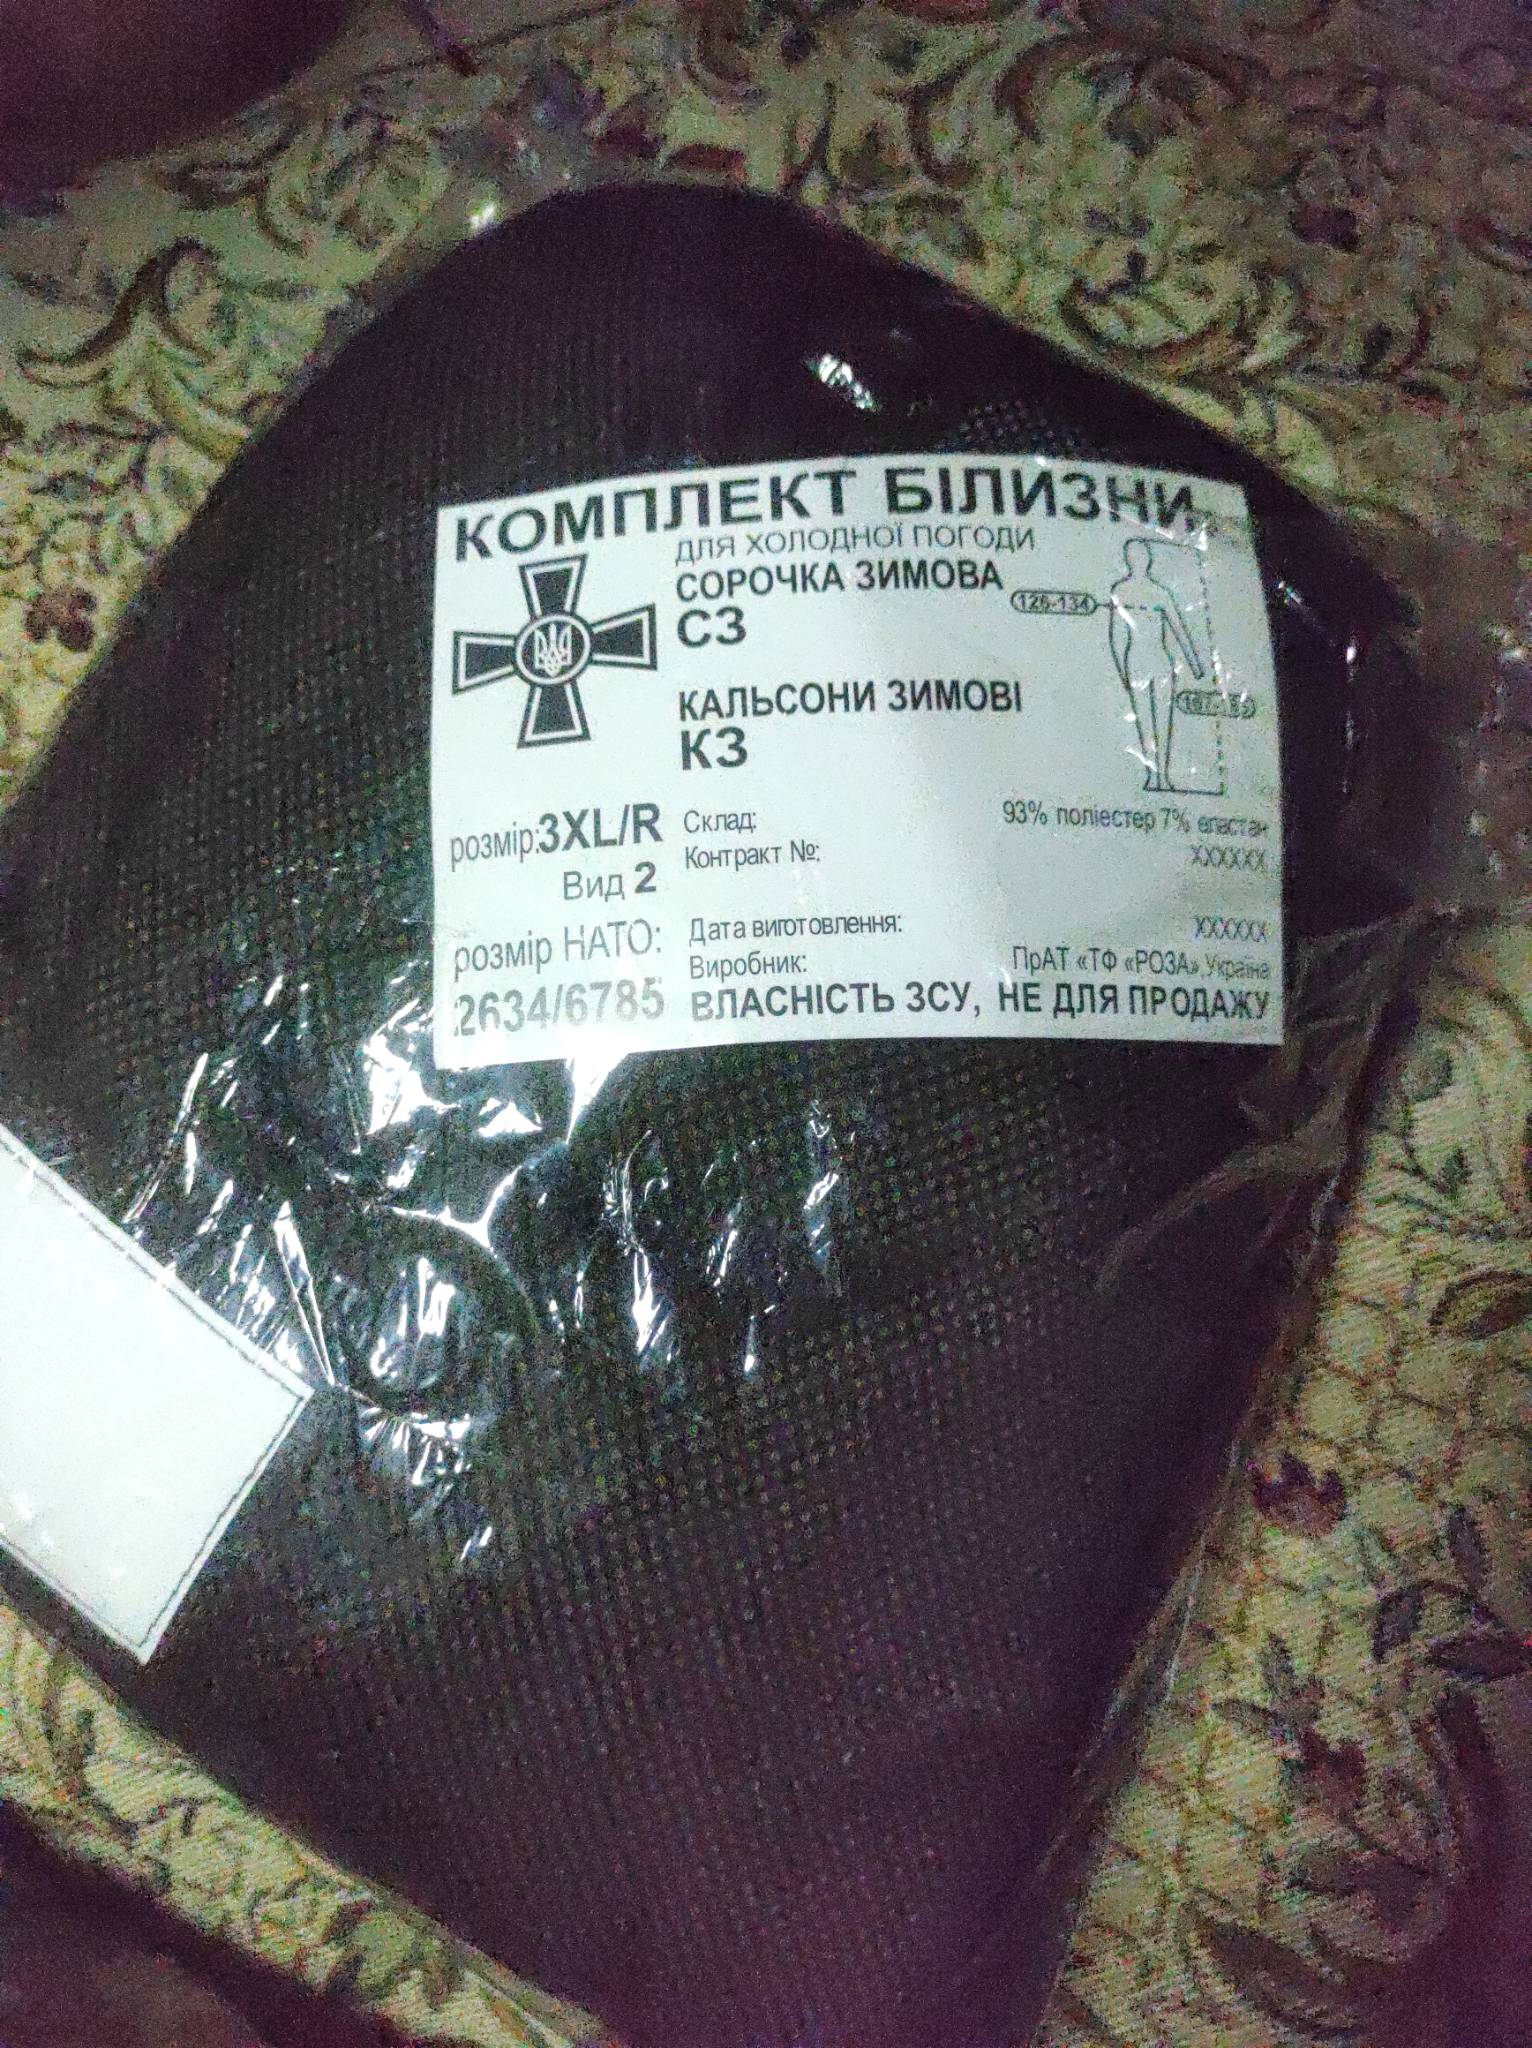 КОМПЛЕКТ БІЛИЗНИ
ДЛЯ ХОЛОДНОЇ ПОГОДИ
СОРОЧКА ЗИМОВА
СЗ
126-134
КАЛЬСОНИ ЗИМОВІ
КЗ
розмір:3XL/R
Вид 2
розмір НАТО:
2634/6785
Склад: 93% поліестер 7% еластан
Контракт №: XXXXXX
Дата виготовлення: XXXXXX
Виробник: ПрАТ «ТФ «РОЗА», Україна
ВЛАСНІСТЬ ЗСУ, НЕ ДЛЯ ПРОДАЖУ